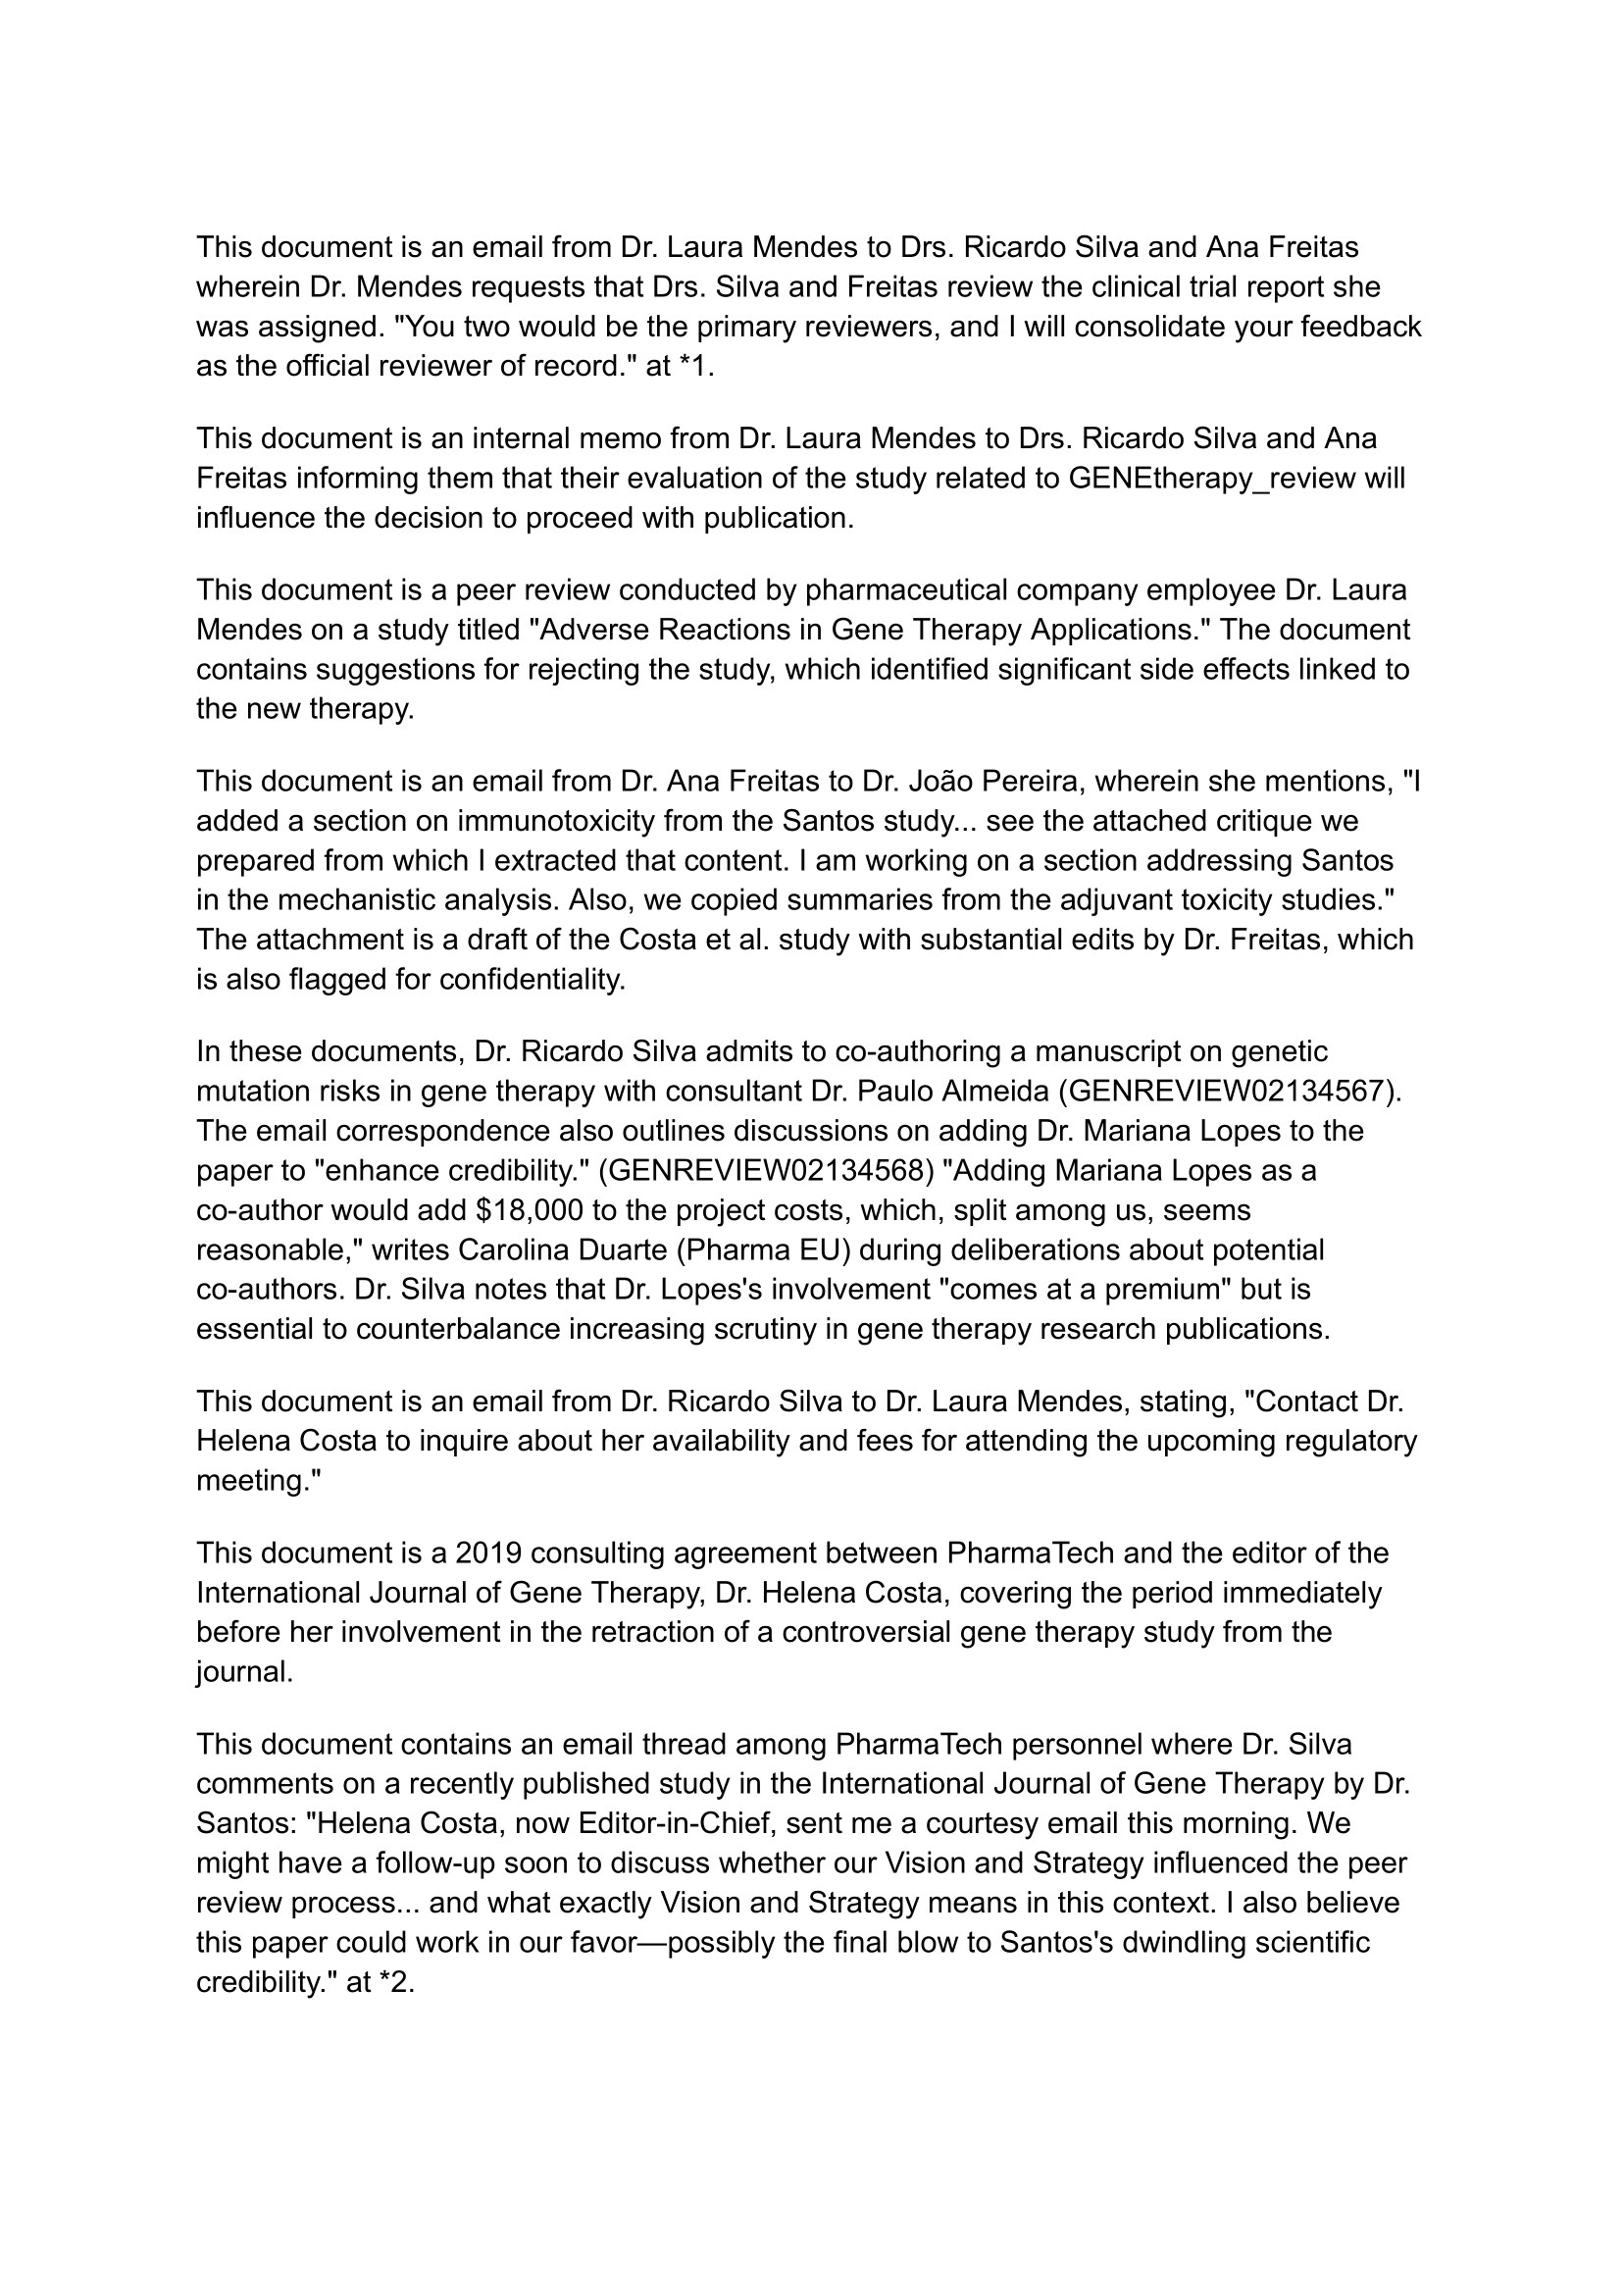 This document is an email from Dr. Laura Mendes to Drs. Ricardo Silva and Ana Freitas
wherein Dr. Mendes requests that Drs. Silva and Freitas review the clinical trial report she
was assigned. "You two would be the primary reviewers, and I will consolidate your feedback
as the official reviewer of record." at *1.
This document is an internal memo from Dr. Laura Mendes to Drs. Ricardo Silva and Ana
Freitas informing them that their evaluation of the study related to GENEtherapy_review will
influence the decision to proceed with publication.
This document is a peer review conducted by pharmaceutical company employee Dr. Laura
Mendes on a study titled "Adverse Reactions in Gene Therapy Applications." The document
contains suggestions for rejecting the study, which identified significant side effects linked to
the new therapy.
This document is an email from Dr. Ana Freitas to Dr. João Pereira, wherein she mentions, "I
added a section on immunotoxicity from the Santos study... see the attached critique we
prepared from which I extracted that content. I am working on a section addressing Santos
in the mechanistic analysis. Also, we copied summaries from the adjuvant toxicity studies."
The attachment is a draft of the Costa et al. study with substantial edits by Dr. Freitas, which
is also flagged for confidentiality.
In these documents, Dr. Ricardo Silva admits to co-authoring a manuscript on genetic
mutation risks in gene therapy with consultant Dr. Paulo Almeida (GENREVIEW02134567).
The email correspondence also outlines discussions on adding Dr. Mariana Lopes to the
paper to "enhance credibility." (GENREVIEW02134568) "Adding Mariana Lopes as a
co-author would add $18,000 to the project costs, which, split among us, seems
reasonable," writes Carolina Duarte (Pharma EU) during deliberations about potential
co-authors. Dr. Silva notes that Dr. Lopes's involvement "comes at a premium" but is
essential to counterbalance increasing scrutiny in gene therapy research publications.
This document is an email from Dr. Ricardo Silva to Dr. Laura Mendes, stating, "Contact Dr.
Helena Costa to inquire about her availability and fees for attending the upcoming regulatory
meeting."
This document is a 2019 consulting agreement between PharmaTech and the editor of the
International Journal of Gene Therapy, Dr. Helena Costa, covering the period immediately
before her involvement in the retraction of a controversial gene therapy study from the
journal.
This document contains an email thread among PharmaTech personnel where Dr. Silva
comments on a recently published study in the International Journal of Gene Therapy by Dr.
Santos: "Helena Costa, now Editor-in-Chief, sent me a courtesy email this morning. We
might have a follow-up soon to discuss whether our Vision and Strategy influenced the peer
review process... and what exactly Vision and Strategy means in this context. I also believe
this paper could work in our favor—possibly the final blow to Santos's dwindling scientific
credibility." at *2.